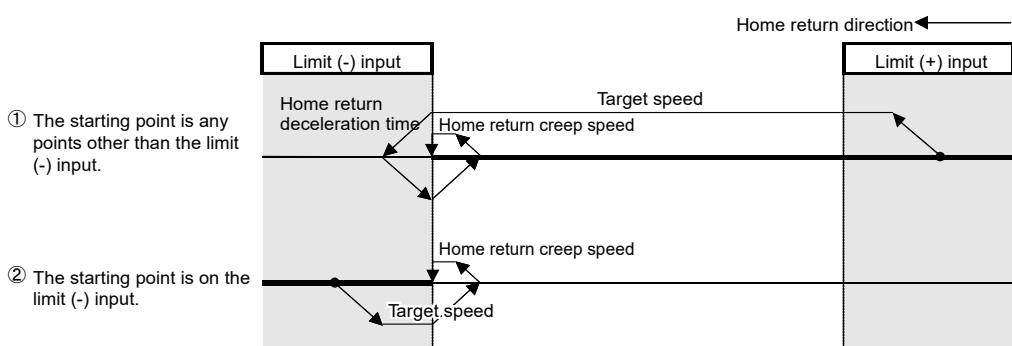 Home return direction
Limit (-) input
Limit (+) input
① The starting point is any
points other than the limit
(-) input.
Home return
deceleration time
Target speed
Home return creep speed
② The starting point is on the
limit (-) input.
Home return creep speed
Target speed